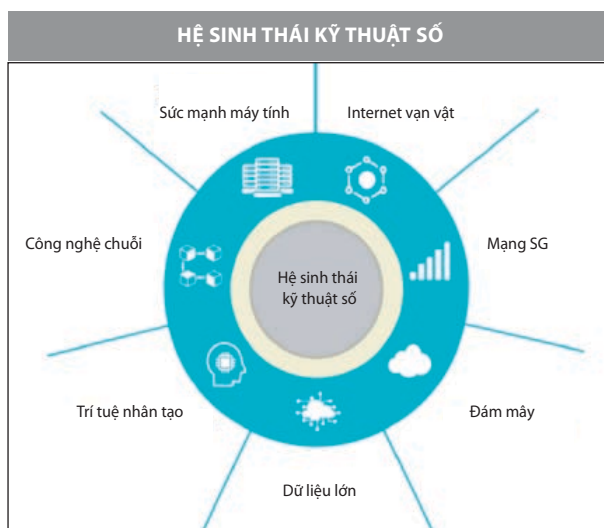 HỆ SINH THÁI KỸ THUẬT SỐ
Sức mạnh máy tính
Internet vạn vật
Công nghệ chuỗi
Mạng SG
Hệ sinh thái
kỹ thuật số
Trí tuệ nhân tạo
Đám mây
Dữ liệu lớn